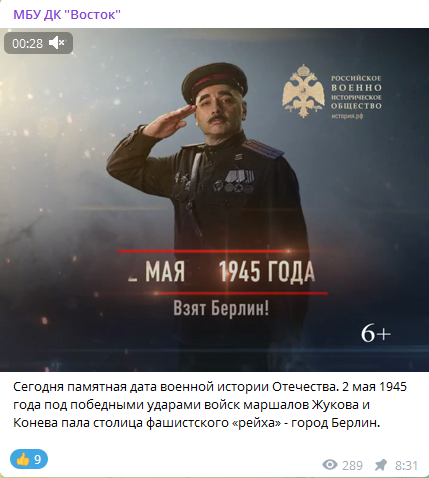 МБУ ДК "Восток"
00:28
РОССИЙСКОЕ
ВОЕННО
ИСТОРИЧЕСКОЕ
ОБЩЕСТВО
история.рф
МАЯ 1945 ГОДА
Взят Берлин!
6+
Сегодня памятная дата военной истории Отечества. 2 мая 1945
года под победными ударами войск маршалов Жукова и
Конева пала столица фашистского «рейха» - город Берлин.
👍 9
289 8:31